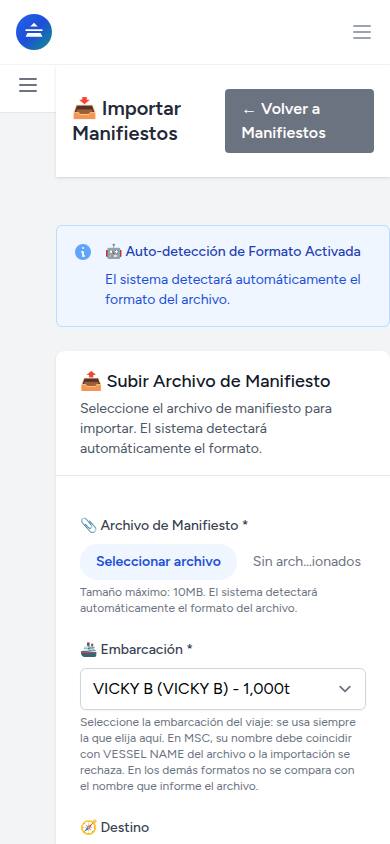 📤 Importar
Manifiestos
← Volver a
Manifiestos
🤖 Auto-detección de Formato Activada
El sistema detectará automáticamente el
formato del archivo.
📤 Subir Archivo de Manifiesto
Seleccione el archivo de manifiesto para
importar. El sistema detectará
automáticamente el formato.
📎 Archivo de Manifiesto *
Seleccionar archivo Sin arch...ionados
Tamaño máximo: 10MB. El sistema detectará
automáticamente el formato del archivo.
🚢 Embarcación *
VICKY B (VICKY B) - 1,000t
Seleccione la embarcación del viaje: se usa siempre
la que elija aquí. En MSC, su nombre debe coincidir
con VESSEL NAME del archivo o la importación se
rechaza. En los demás formatos no se compara con
el nombre que informe el archivo.
🧭 Destino